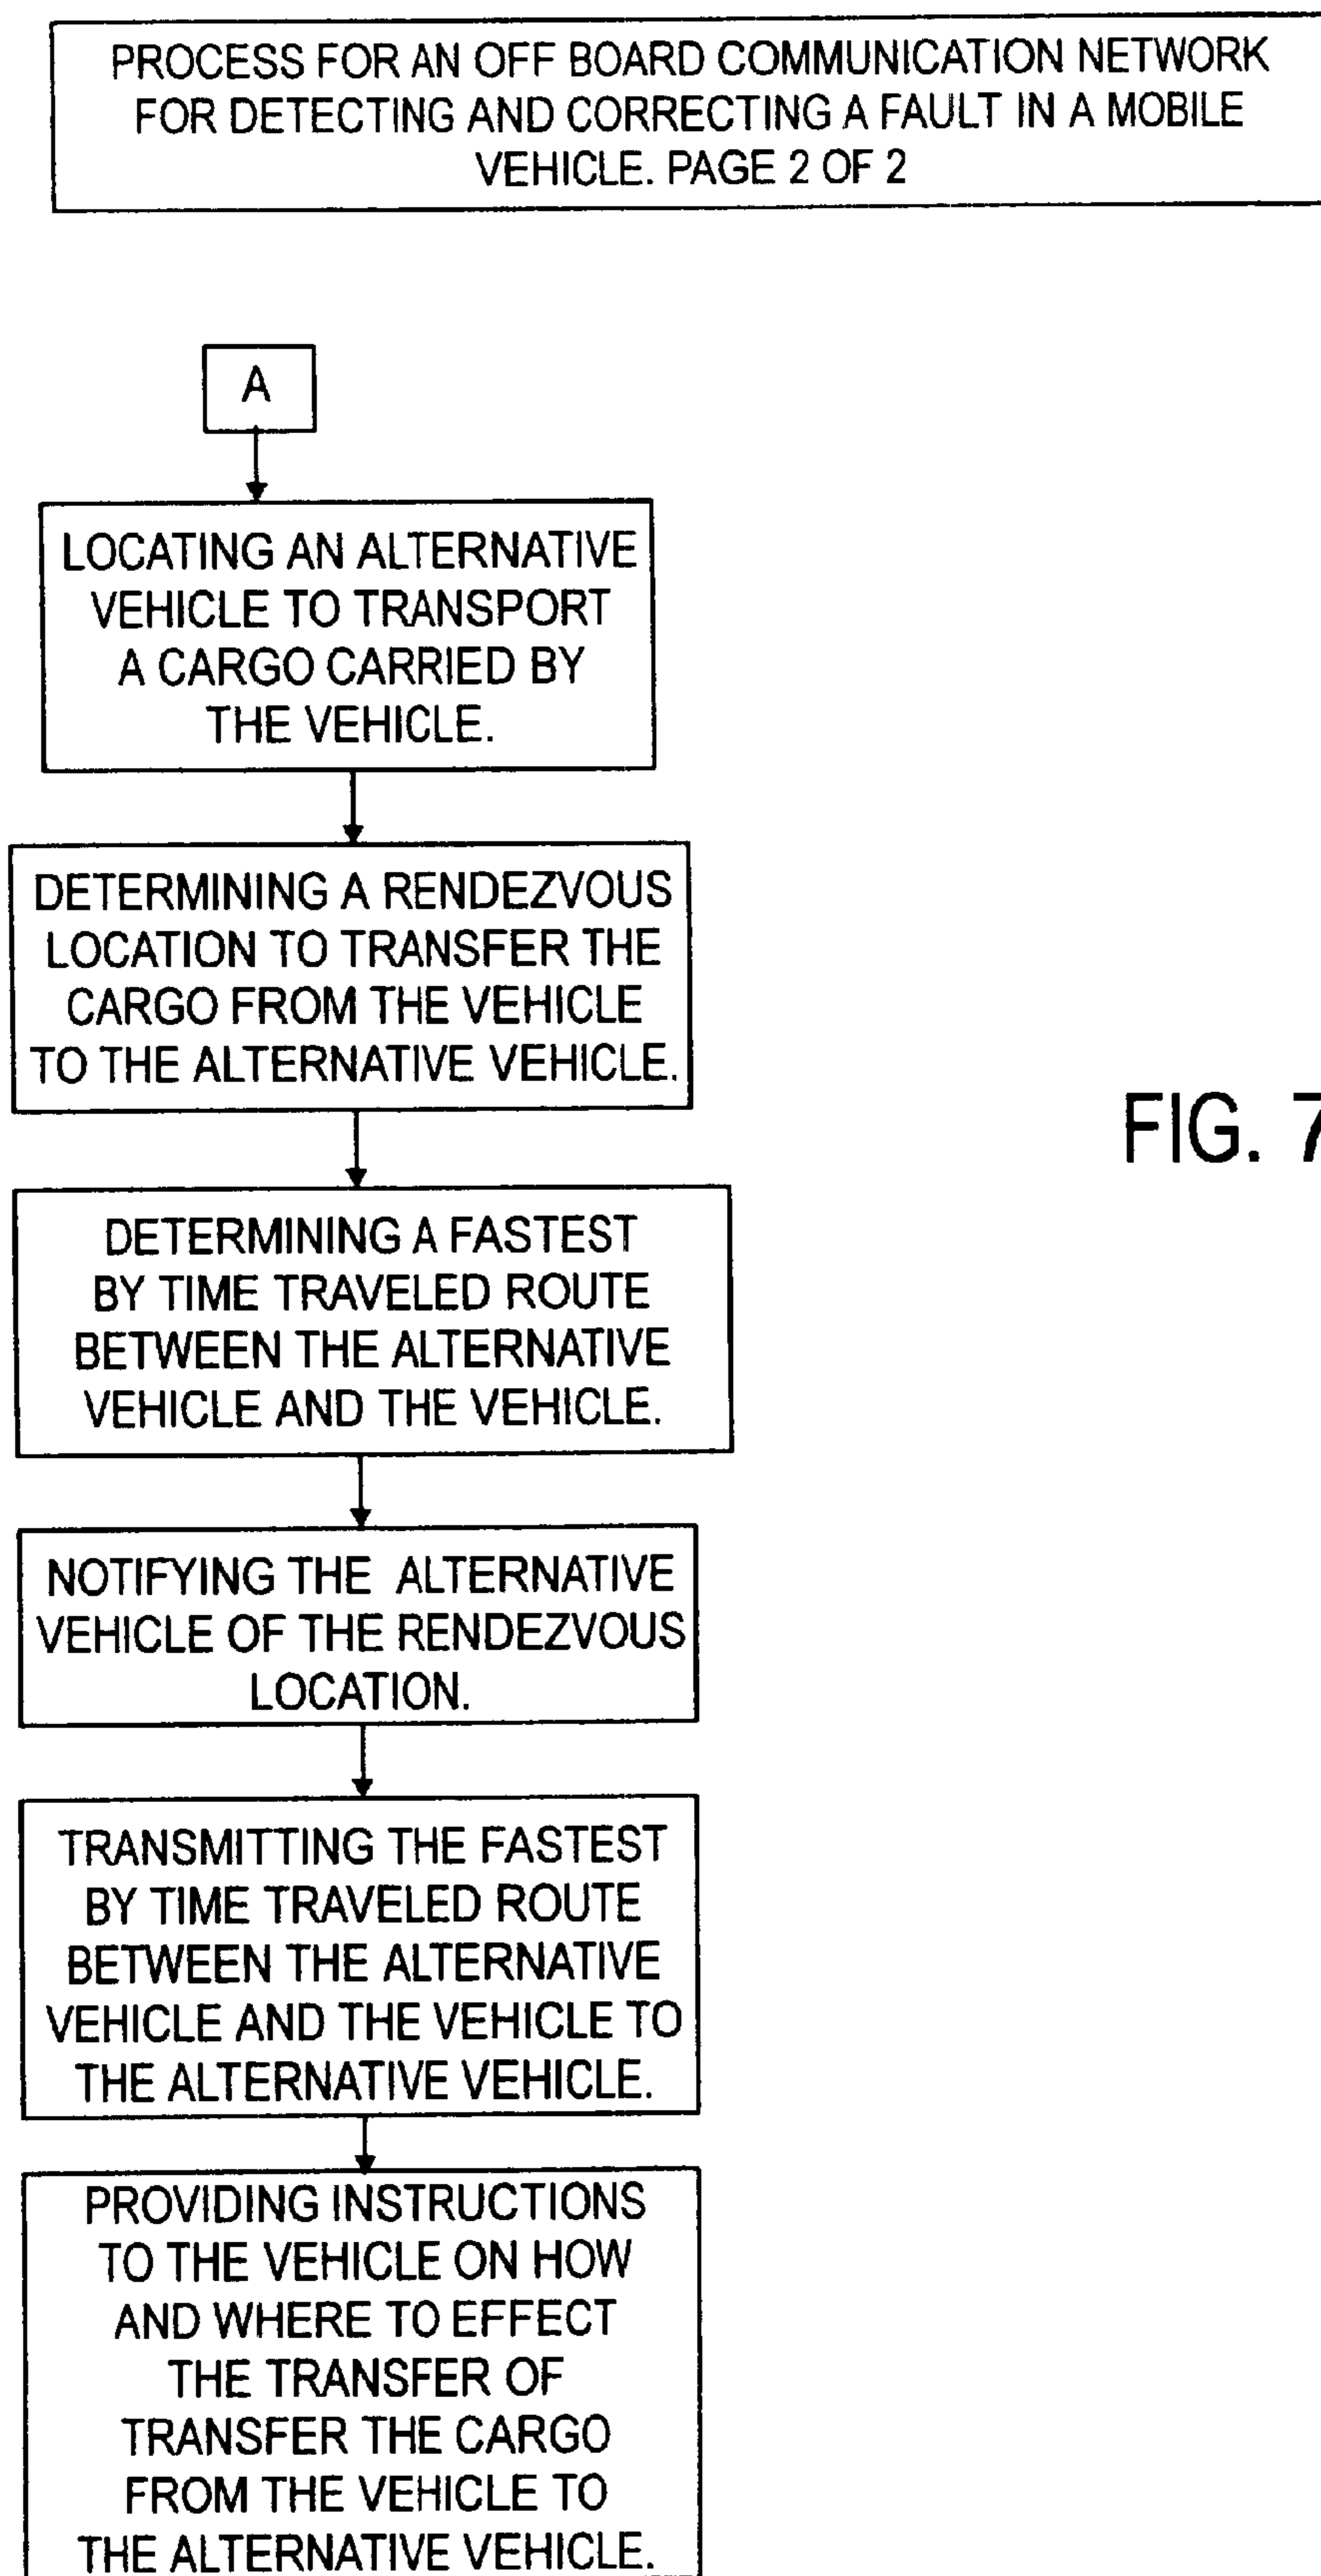 PROCESS FOR AN OFF BOARD COMMUNICATION NETWORK
FOR DETECTING AND CORRECTING A FAULT IN A MOBILE
VEHICLE. PAGE 2 OF 2
A
LOCATING AN ALTERNATIVE
VEHICLE TO TRANSPORT
A CARGO CARRIED BY
THE VEHICLE.
DETERMINING A RENDEZVOUS
LOCATION TO TRANSFER THE
CARGO FROM THE VEHICLE
TO THE ALTERNATIVE VEHICLE.
FIG. 7
DETERMINING A FASTEST
BY TIME TRAVELED ROUTE
BETWEEN THE ALTERNATIVE
VEHICLE AND THE VEHICLE.
NOTIFYING THE ALTERNATIVE
VEHICLE OF THE RENDEZVOUS
LOCATION.
TRANSMITTING THE FASTEST
BY TIME TRAVELED ROUTE
BETWEEN THE ALTERNATIVE
VEHICLE AND THE VEHICLE TO
THE ALTERNATIVE VEHICLE.
PROVIDING INSTRUCTIONS
TO THE VEHICLE ON HOW
AND WHERE TO EFFECT
THE TRANSFER OF
TRANSFER THE CARGO
FROM THE VEHICLE TO
THE ALTERNATIVE VEHICLE.